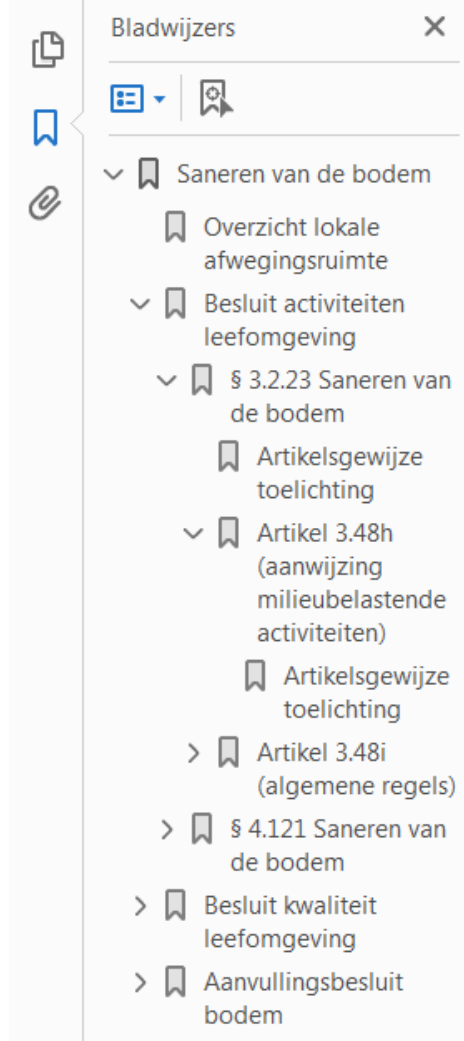 Bladwijzers
Saneren van de bodem
Overzicht lokale
afwegingsruimte
Besluit activiteiten
leefomgeving
§ 3.2.23 Saneren van
de bodem
Artikelsgewijze
toelichting
Artikel 3.48h
(aanwijzing
milieubelastende
activiteiten)
Artikelsgewijze
toelichting
Artikel 3.48i
(algemene regels)
§ 4.121 Saneren van
de bodem
Besluit kwaliteit
leefomgeving
Aanvullingsbesluit
bodem